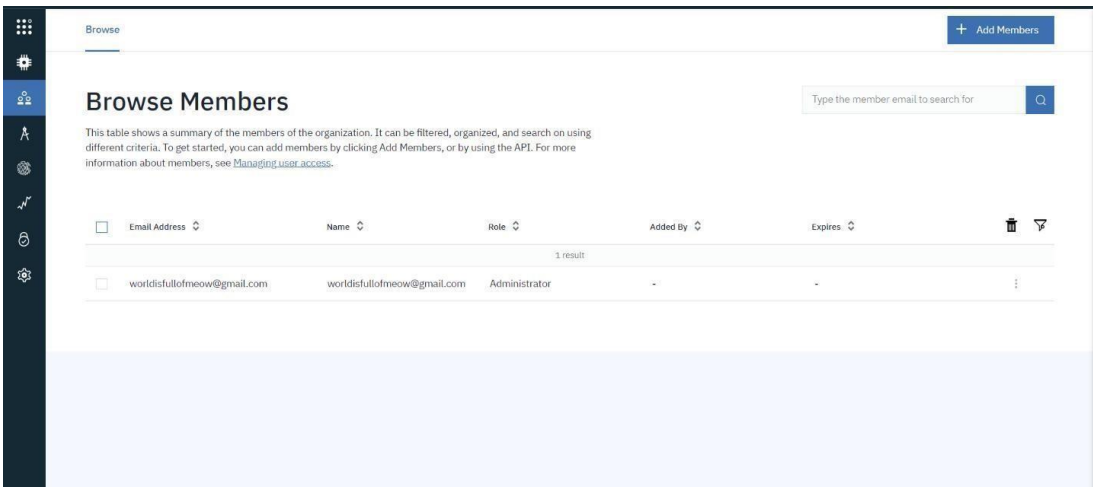 Browse
+ Add Members
Browse Members
Type the member email to search for
This table shows a summary of the members of the organization. It can be filtered, organized, and search on using
different criteria. To get started, you can add members by clicking Add Members, or by using the API. For more
information about members, see Managing user access.
Email Address Name Role Added By Expires
1 result
worldisfullofmeow@gmail.com worldisfullofmeow@gmail.com Administrator - -